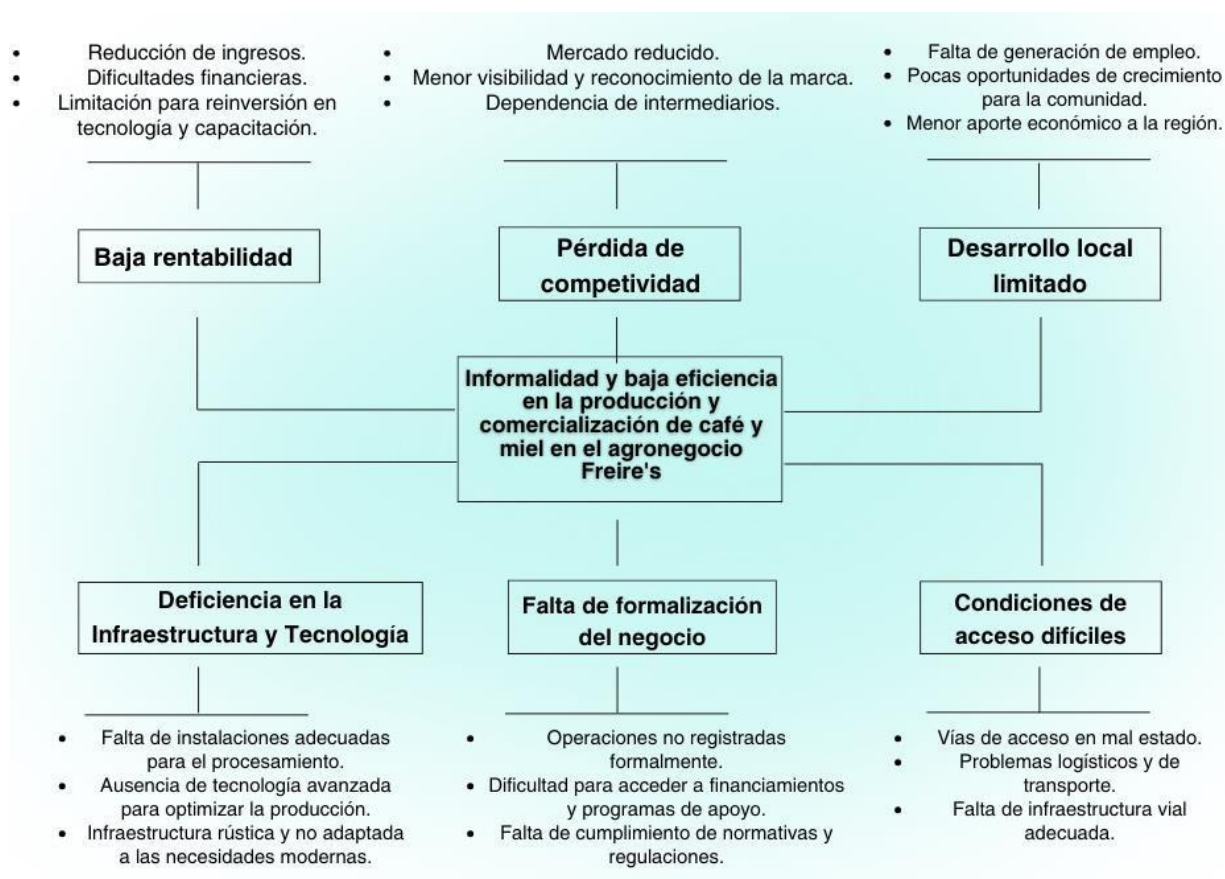 • Reducción de ingresos.
• Dificultades financieras.
• Limitación para reinversión en
tecnología y capacitación.
• Mercado reducido.
• Menor visibilidad y reconocimiento de la marca.
• Dependencia de intermediarios.
• Falta de generación de empleo.
• Pocas oportunidades de crecimiento
para la comunidad.
• Menor aporte económico a la región.
Baja rentabilidad
Pérdida de
competividad
Desarrollo local
limitado
Informalidad y baja eficiencia
en la producción y
comercialización de café y
miel en el agronegocio
Freire's
Deficiencia en la
Infraestructura y Tecnología
Falta de formalización
del negocio
Condiciones de
acceso difíciles
• Falta de instalaciones adecuadas
para el procesamiento.
• Ausencia de tecnología avanzada
para optimizar la producción.
• Infraestructura rústica y no adaptada
a las necesidades modernas.
• Operaciones no registradas
formalmente.
• Dificultad para acceder a financiamientos
y programas de apoyo.
• Falta de cumplimiento de normativas y
regulaciones.
• Vías de acceso en mal estado.
• Problemas logísticos y de
transporte.
• Falta de infraestructura vial
adecuada.